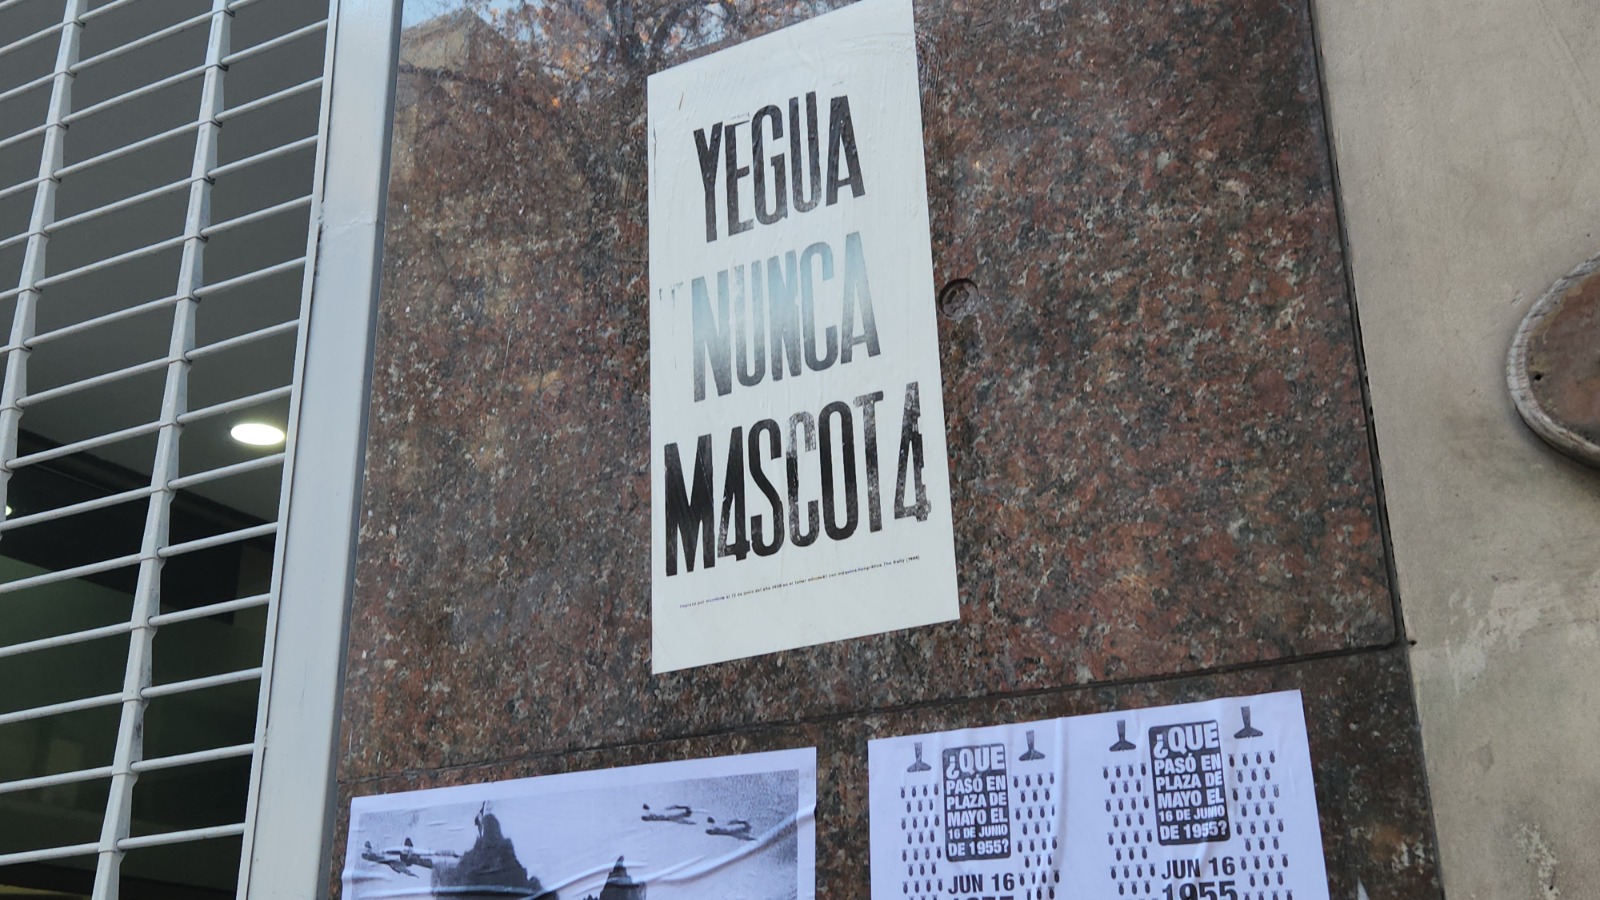 YEGUA
NUNCA
M4SCOT4
¿QUE
PASÓ EN
PLAZA DE
MAYO EL
16 DE JUNIO
DE 1955?
JUN 16
1955
¿QUE
PASÓ EN
PLAZA DE
MAYO EL
16 DE JUNIO
DE 1955?
JUN 16
1955